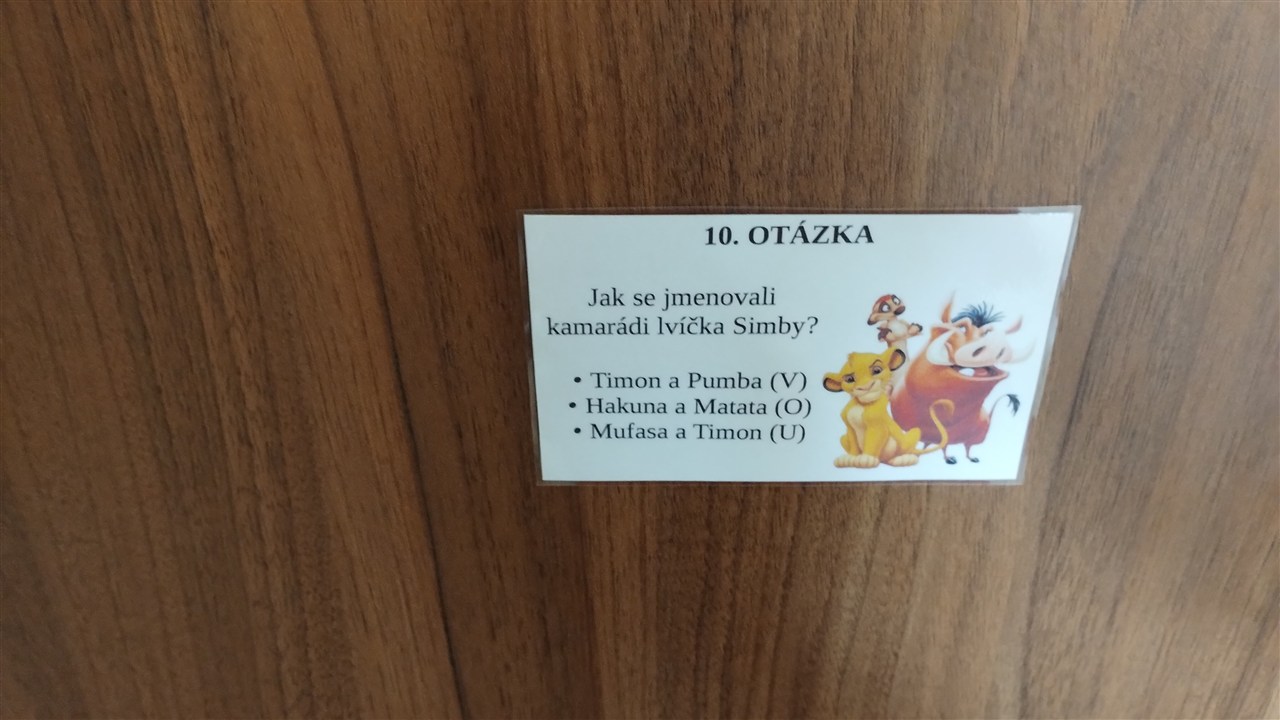 10. OTÁZKA
Jak se jmenovali
kamarádi lvíčka Simby?
• Timon a Pumba (V)
• Hakuna a Matata (O)
• Mufasa a Timon (U)